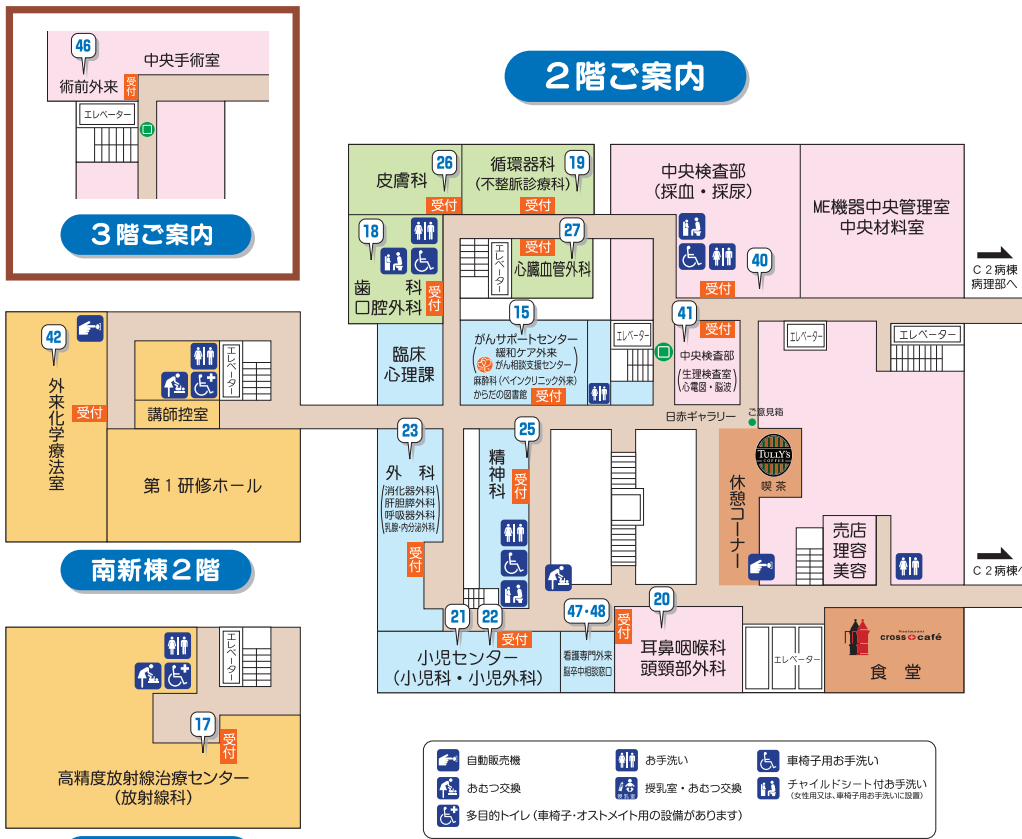 46
中央手術室
術前外来
受付
エレベーター
3階ご案内
2階ご案内
26
皮膚科
受付
循環器科
19
(不整脈診療科)
受付
中央検査部
(採血・採尿)
ME機器中央管理室
中央材料室
C2病棟
病理部へ
18
歯科
口腔外科
受付
エレベーター
受付
27
心臓血管外科
40
受付
42
外来化学療法室
受付
エレベーター
講師控室
第1研修ホール
南新棟2階
臨床
心理課
15
がんサポートセンター
緩和ケア外来
がん相談支援センター
麻酔科(ペインクリニック外来)
からだの図書館
受付
エレベーター
41
受付
中央検査部
(生理検査室
心電図・脳波)
エレベーター
エレベーター
日赤ギャラリー
ご意見箱
TULLY'S
COFFEE
喫茶
休憩コーナー
売店
理容
美容
C2病棟へ
23
外科
(消化器外科
肝胆膵外科
呼吸器外科
乳腺・内分泌外科)
受付
25
精神科
受付
21
22
受付
小児センター
(小児科・小児外科)
47・48
看護専門外来
脳卒中相談窓口
受付
20
耳鼻咽喉科
頭頸部外科
エレベーター
Restaurant
cross café
食堂
エレベーター
17
受付
高精度放射線治療センター
(放射線科)
自動販売機
お手洗い
車椅子用お手洗い
おむつ交換
授乳室
授乳室・おむつ交換
チャイルドシート付お手洗い
(女性用又は、車椅子用お手洗いに設置)
多目的トイレ(車椅子・オストメイト用の設備があります)